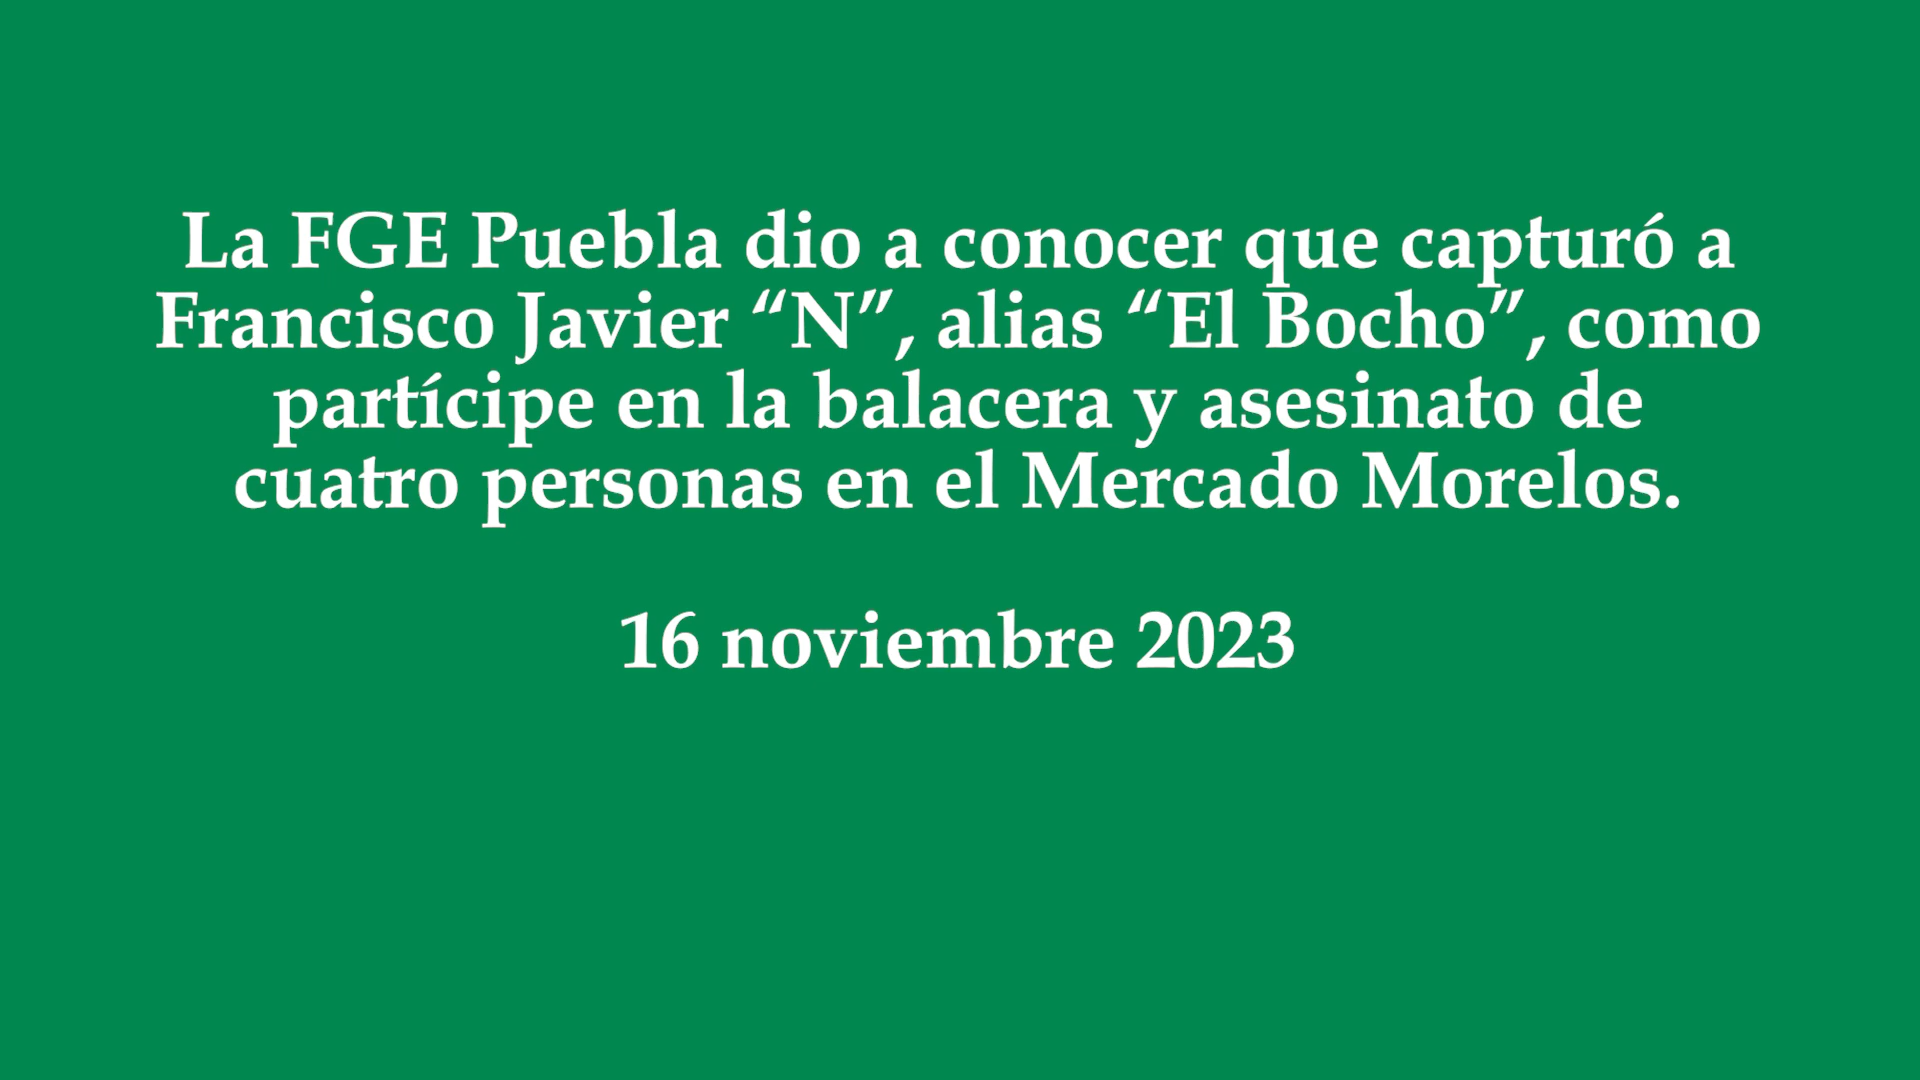 La FGE Puebla dio a conocer que capturó a
Francisco Javier “N”, alias “El Bocho”, como
partícipe en la balacera y asesinato de
cuatro personas en el Mercado Morelos.
16 noviembre 2023